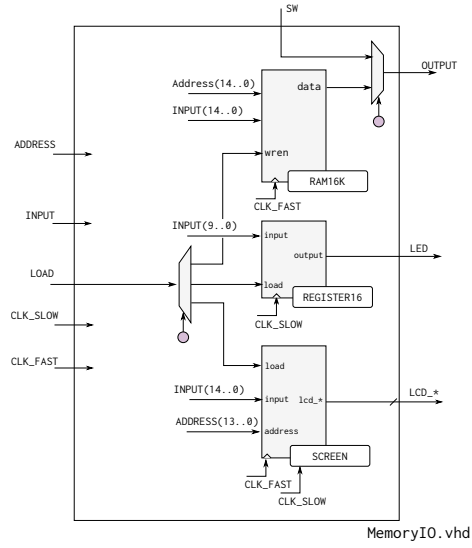 SW
OUTPUT
Address(14..0)
data
INPUT(14..0)
ADDRESS
wren
RAM16K
CLK_FAST
INPUT
INPUT(9..0)
input
LED
output
LOAD
load
REGISTER16
CLK_SLOW
CLK_SLOW
CLK_FAST
load
INPUT(14..0)
input
lcd_*
LCD_*
ADDRESS(13..0)
address
SCREEN
CLK_FAST
CLK_SLOW
MemoryIO.vhd